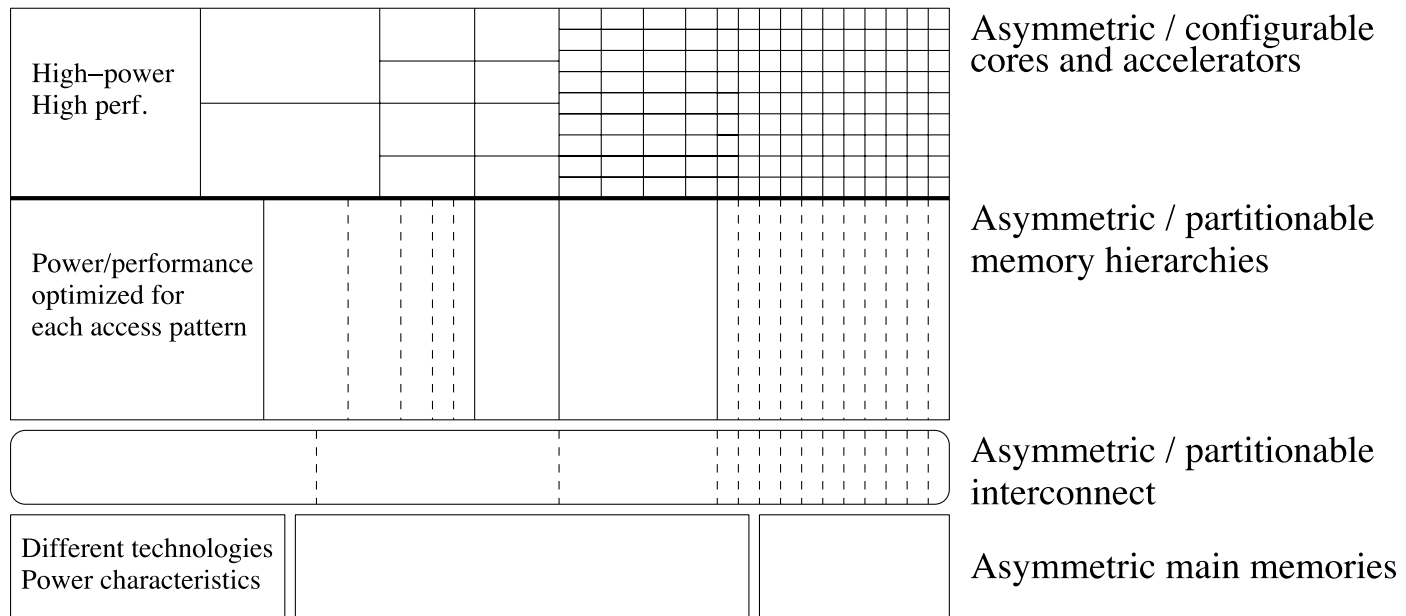 High−power
High perf.
Asymmetric / configurable
cores and accelerators
Power/performance
optimized for
each access pattern
Asymmetric / partitionable
memory hierarchies
Asymmetric / partitionable
interconnect
Different technologies
Power characteristics
Asymmetric main memories